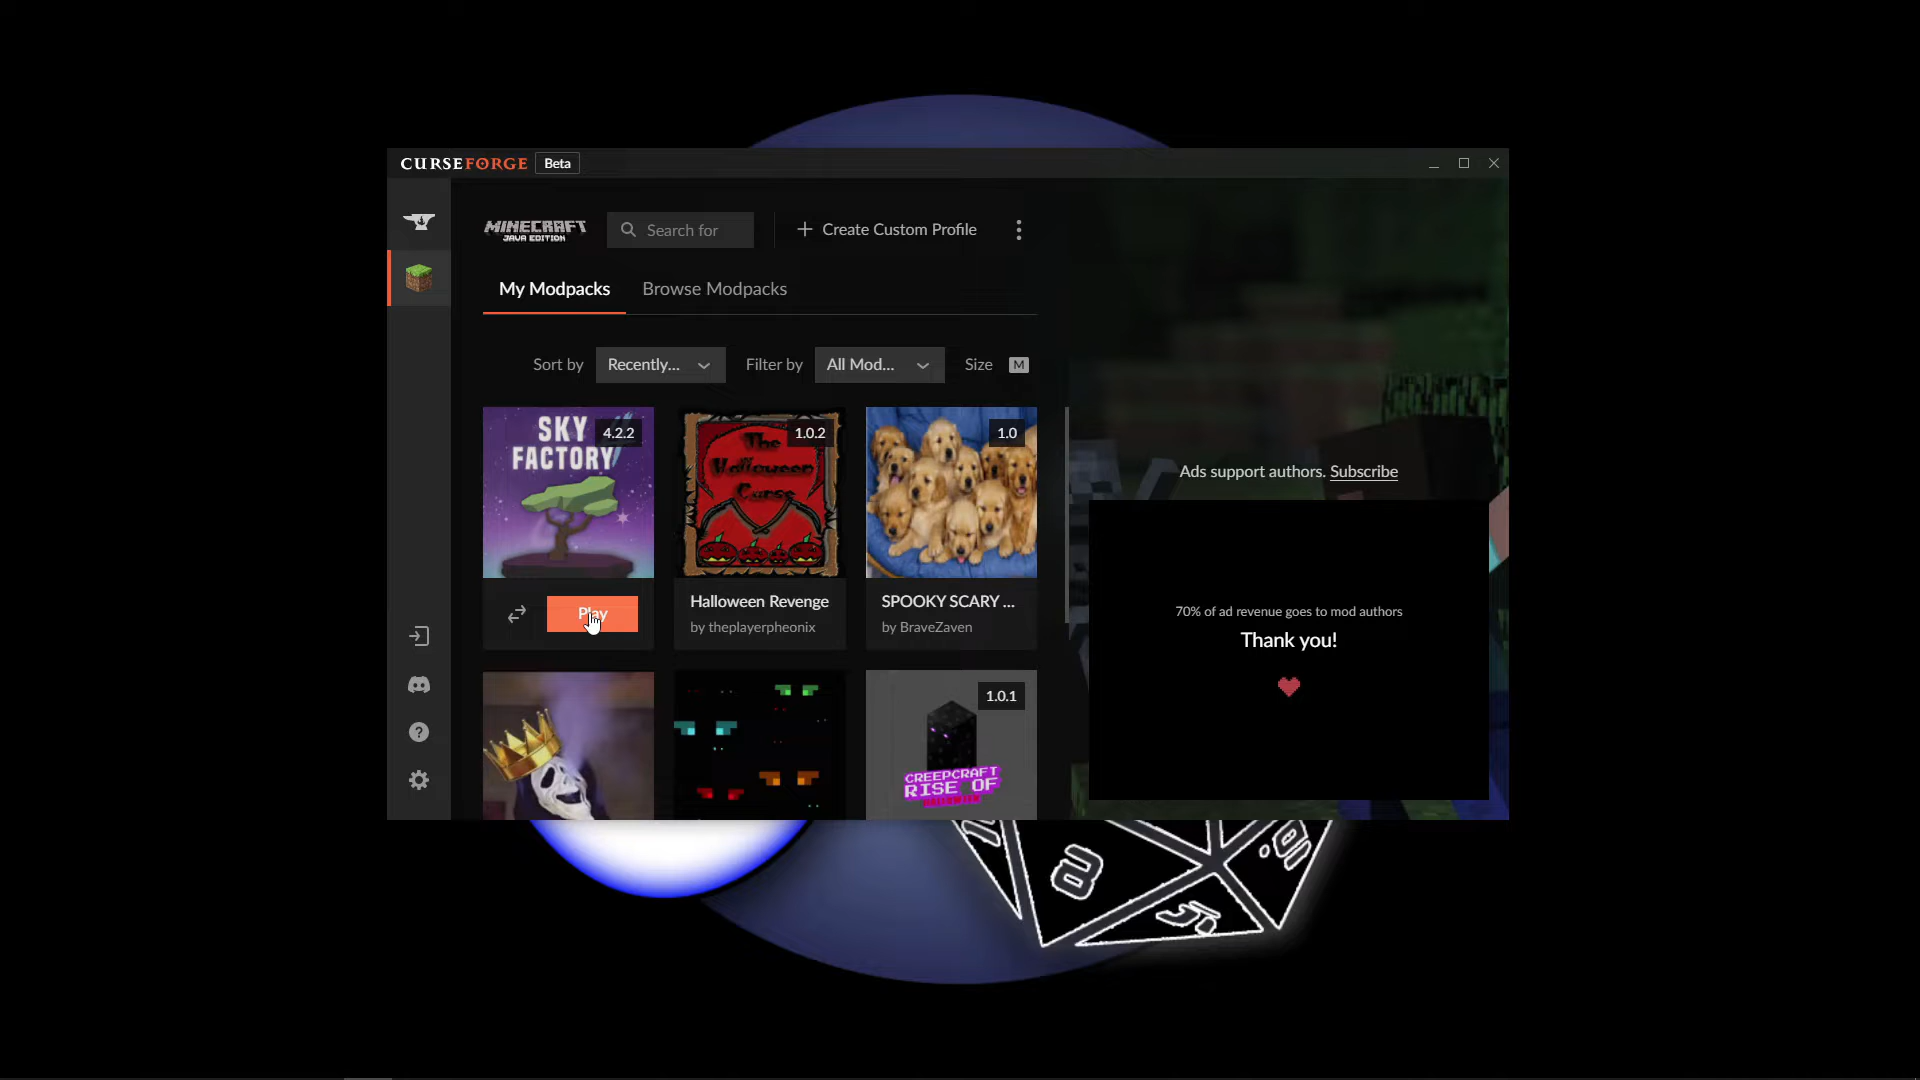 CURSEFORGE Beta
MINECRAFT
JAVA EDITION
Search for
Create Custom Profile
My Modpacks
Browse Modpacks
Sort by
Recently...
Filter by
All Mod...
Size
M
SKY
FACTORY
4.2.2
The
Halloween
Curse
1.0.2
1.0
Play
Halloween Revenge
by theplayerpheonix
SPOOKY SCARY ...
by BraveZaven
1.0.1
CREEPCRAFT
RISE OF
Ads support authors. Subscribe
70% of ad revenue goes to mod authors
Thank you!